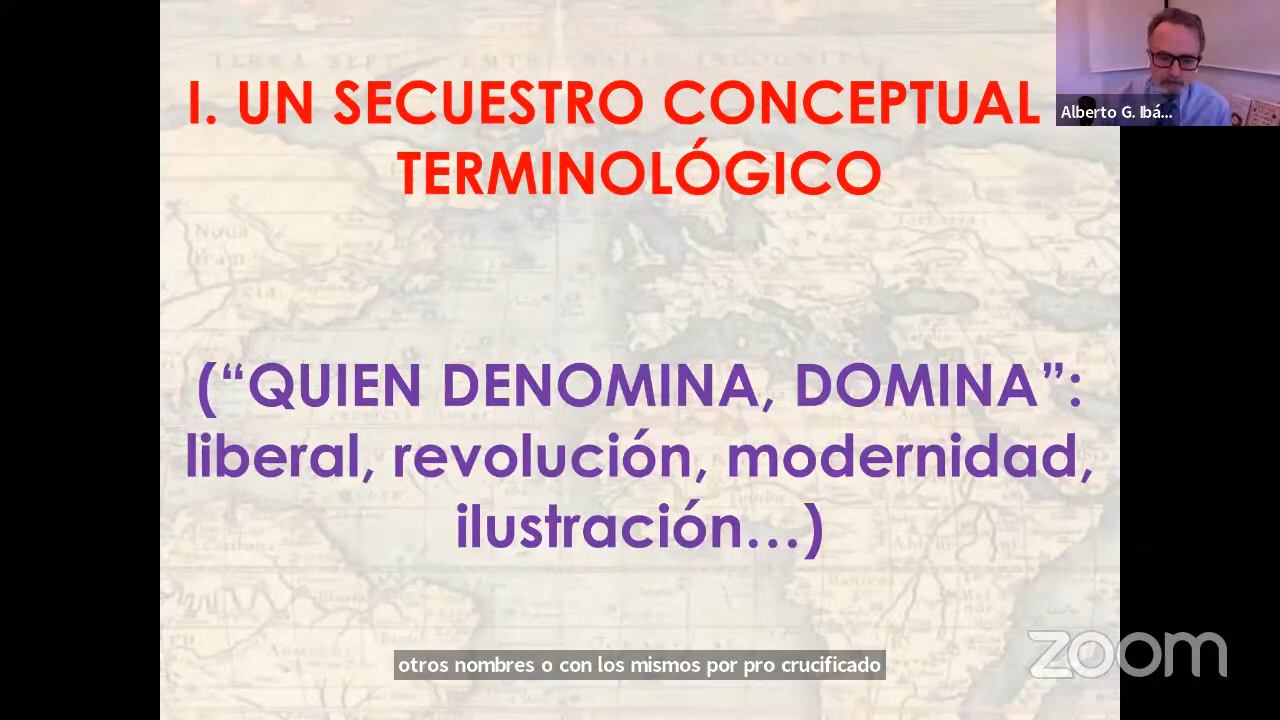 I. UN SECUESTRO CONCEPTUAL
TERMINOLÓGICO
Alberto G. Ibá...
(“QUIEN DENOMINA, DOMINA”:
liberal, revolución, modernidad,
ilustración...)
otros nombres o con los mismos por pro crucificado
zoom